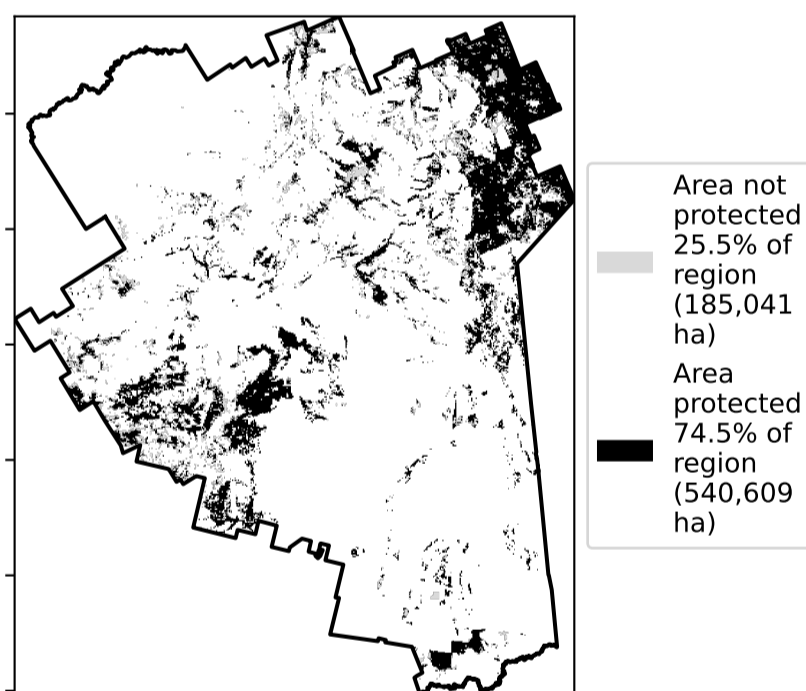 Area not
protected
25.5% of
region
(185,041
ha)
Area
protected
74.5% of
region
(540,609
ha)